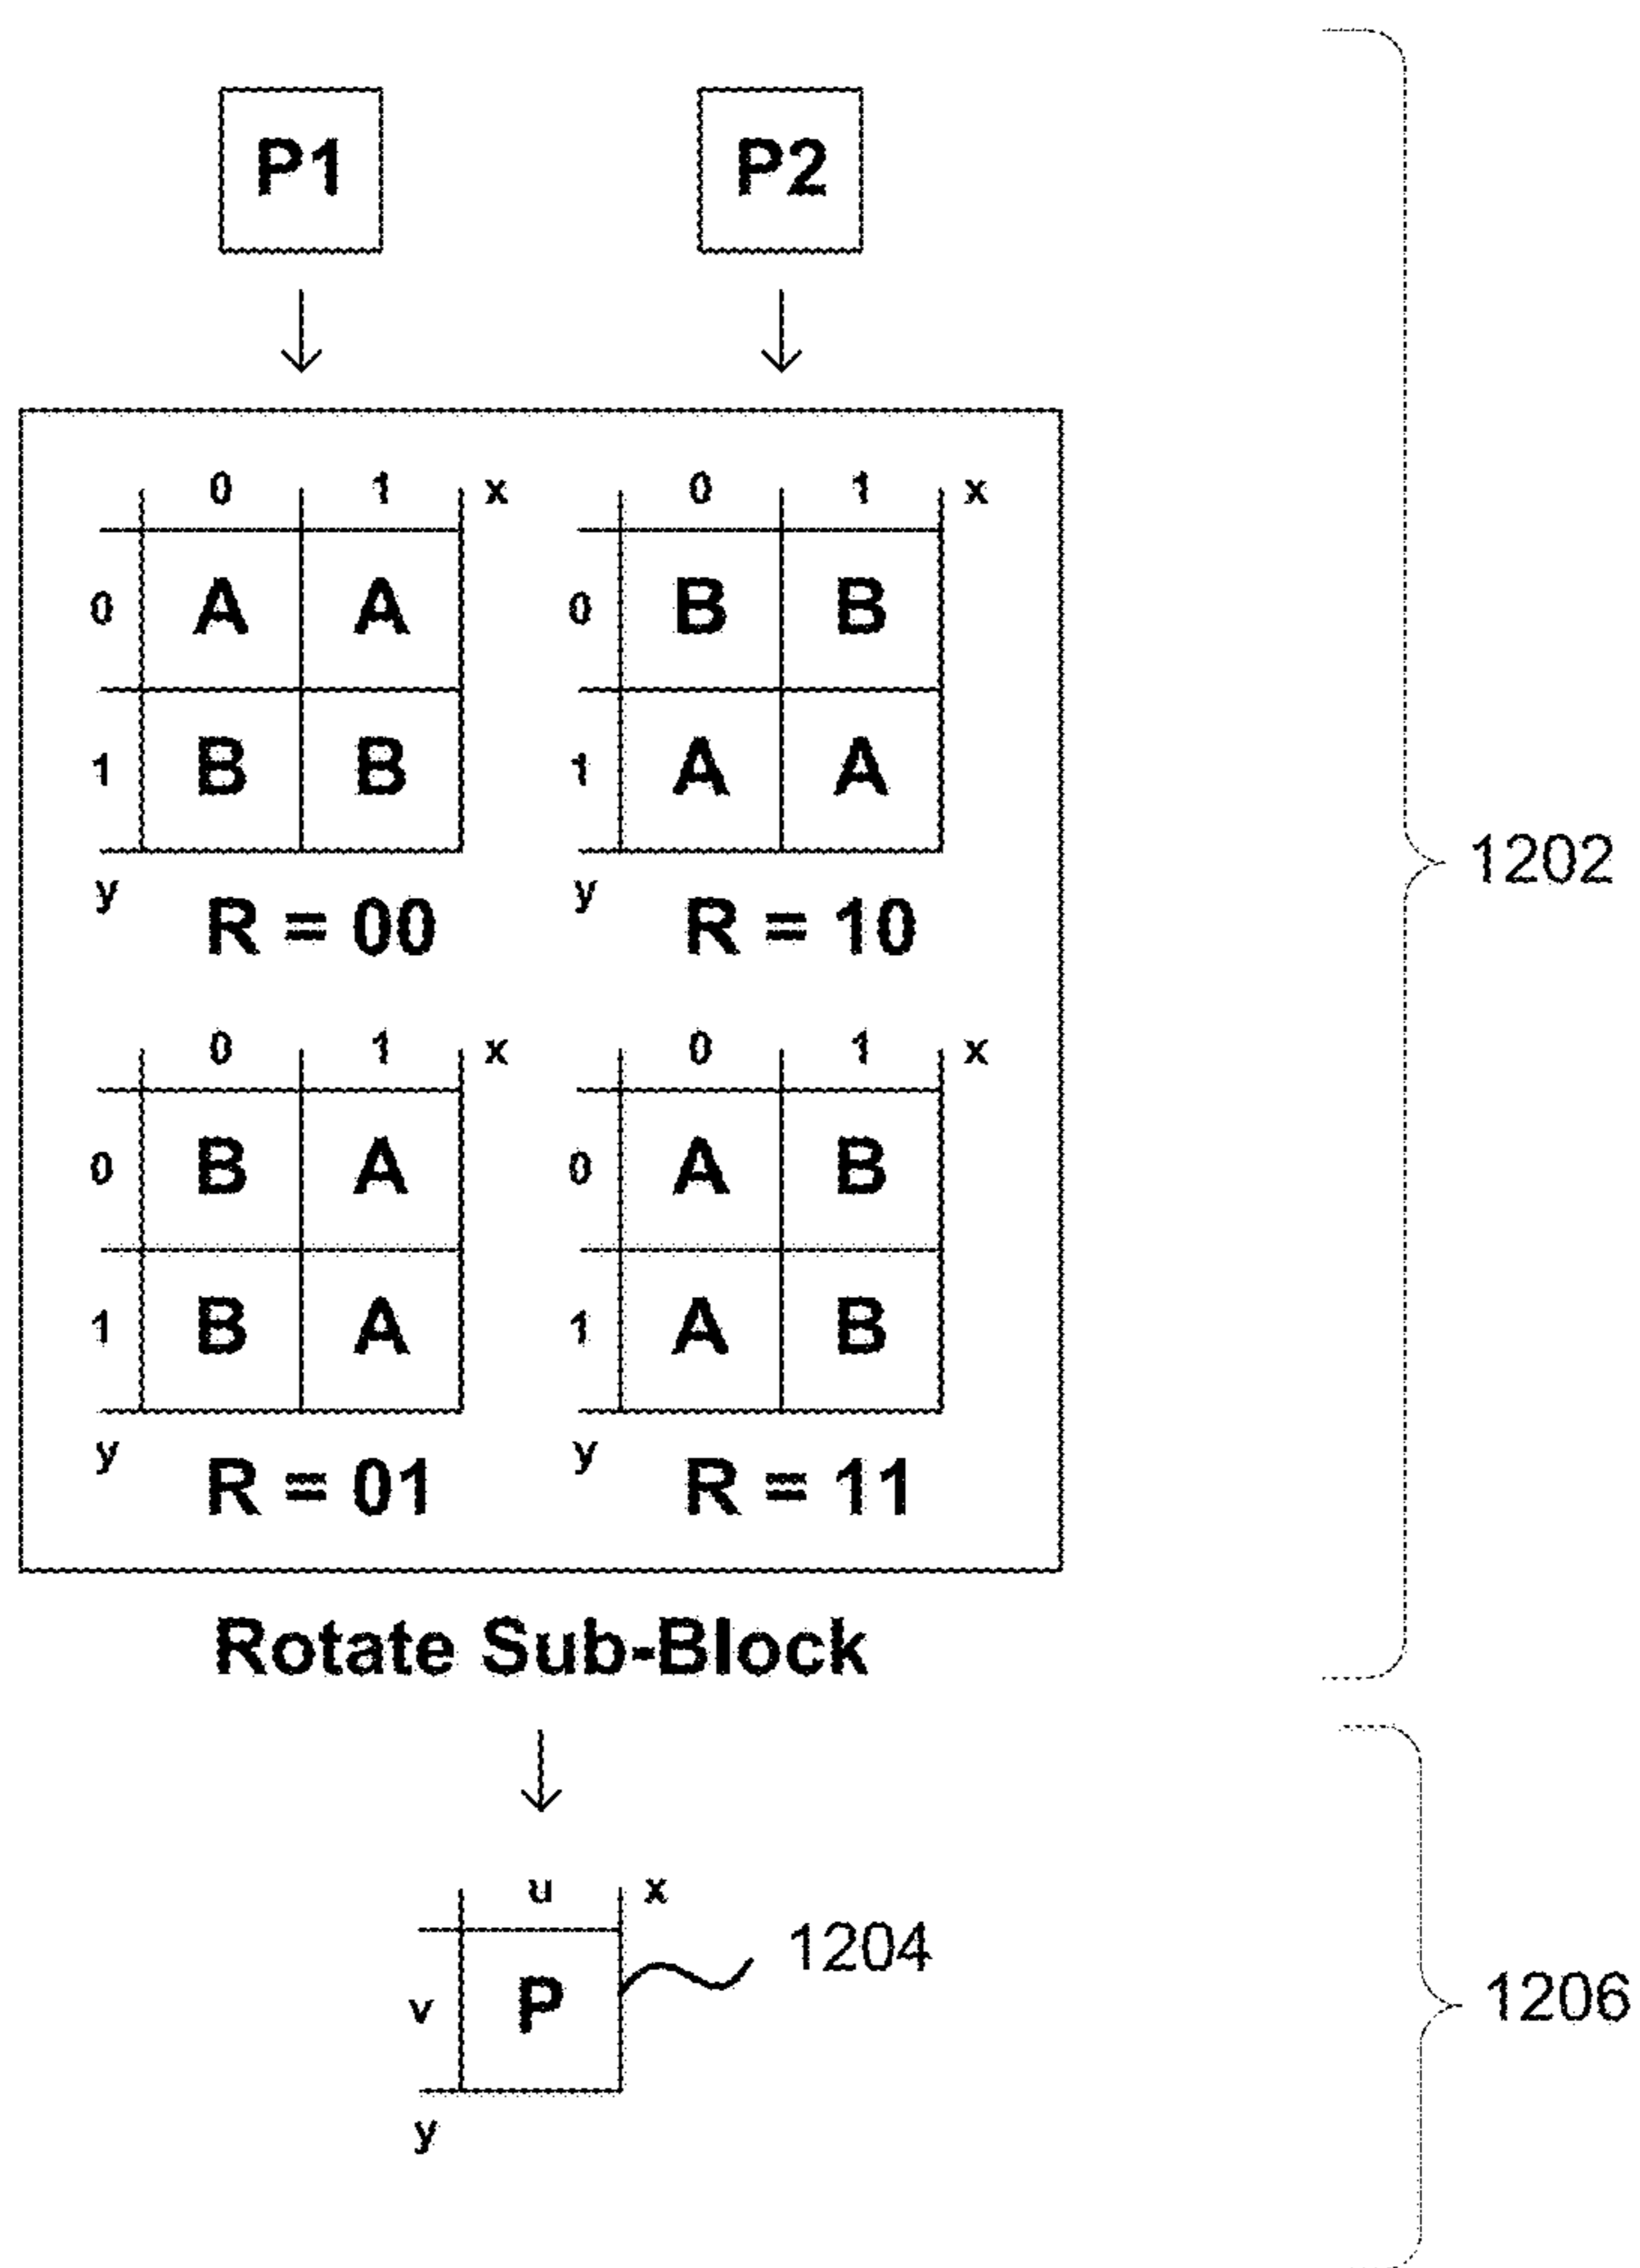 P1 P2
0 1 x 0 1 x
0 A A 0 B B
1 B B 1 A A
y y
R = 00 R = 10
0 1 x 0 1 x
0 B A 0 A B
1 B A 1 A B
y y
R = 01 R = 11
1202
Rotate Sub-Block
u x
1204
v P
1206
y